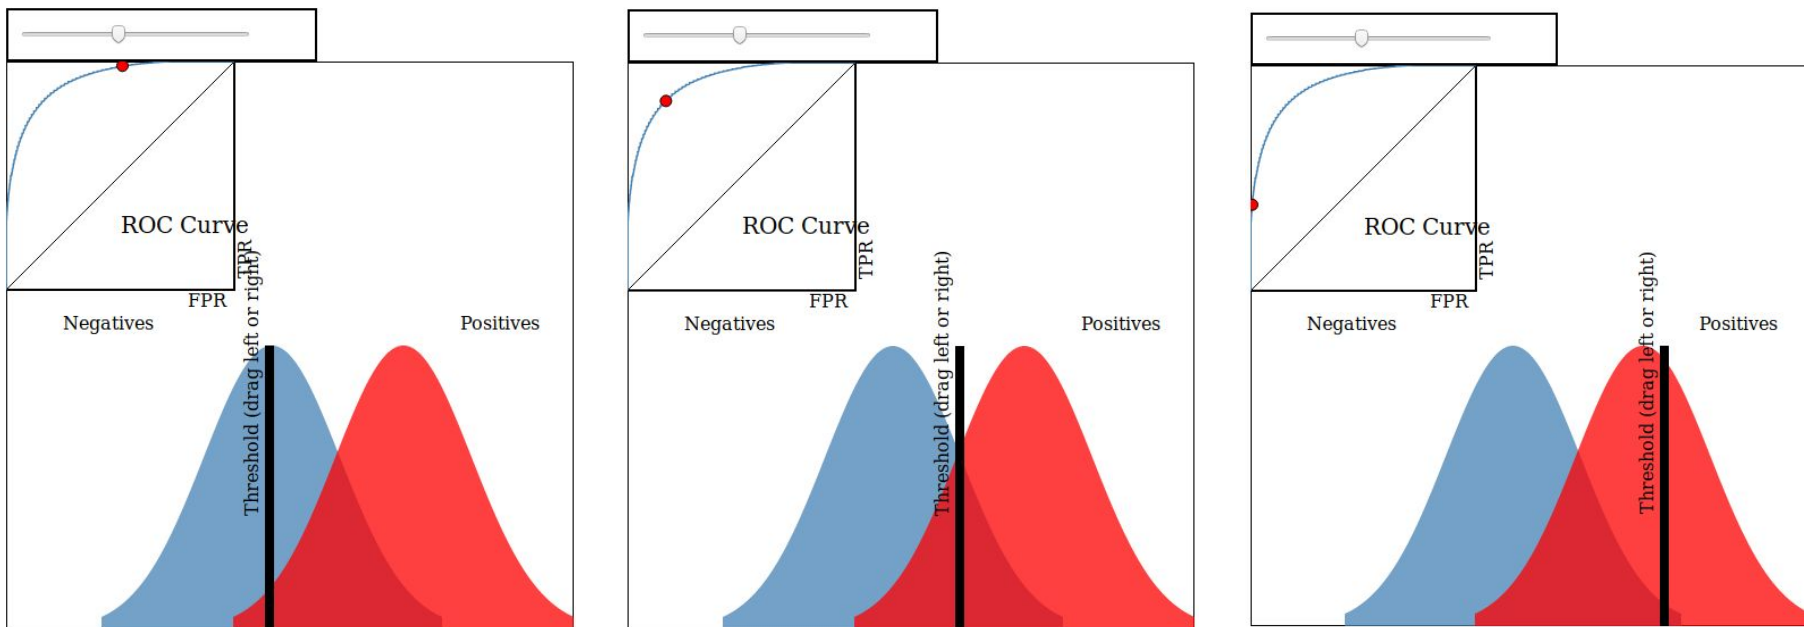 ROC Curve
TPR
FPR
Negatives
Positives
Threshold (drag left or right)
ROC Curve
TPR
FPR
Negatives
Positives
Threshold (drag left or right)
ROC Curve
TPR
FPR
Negatives
Positives
Threshold (drag left or right)